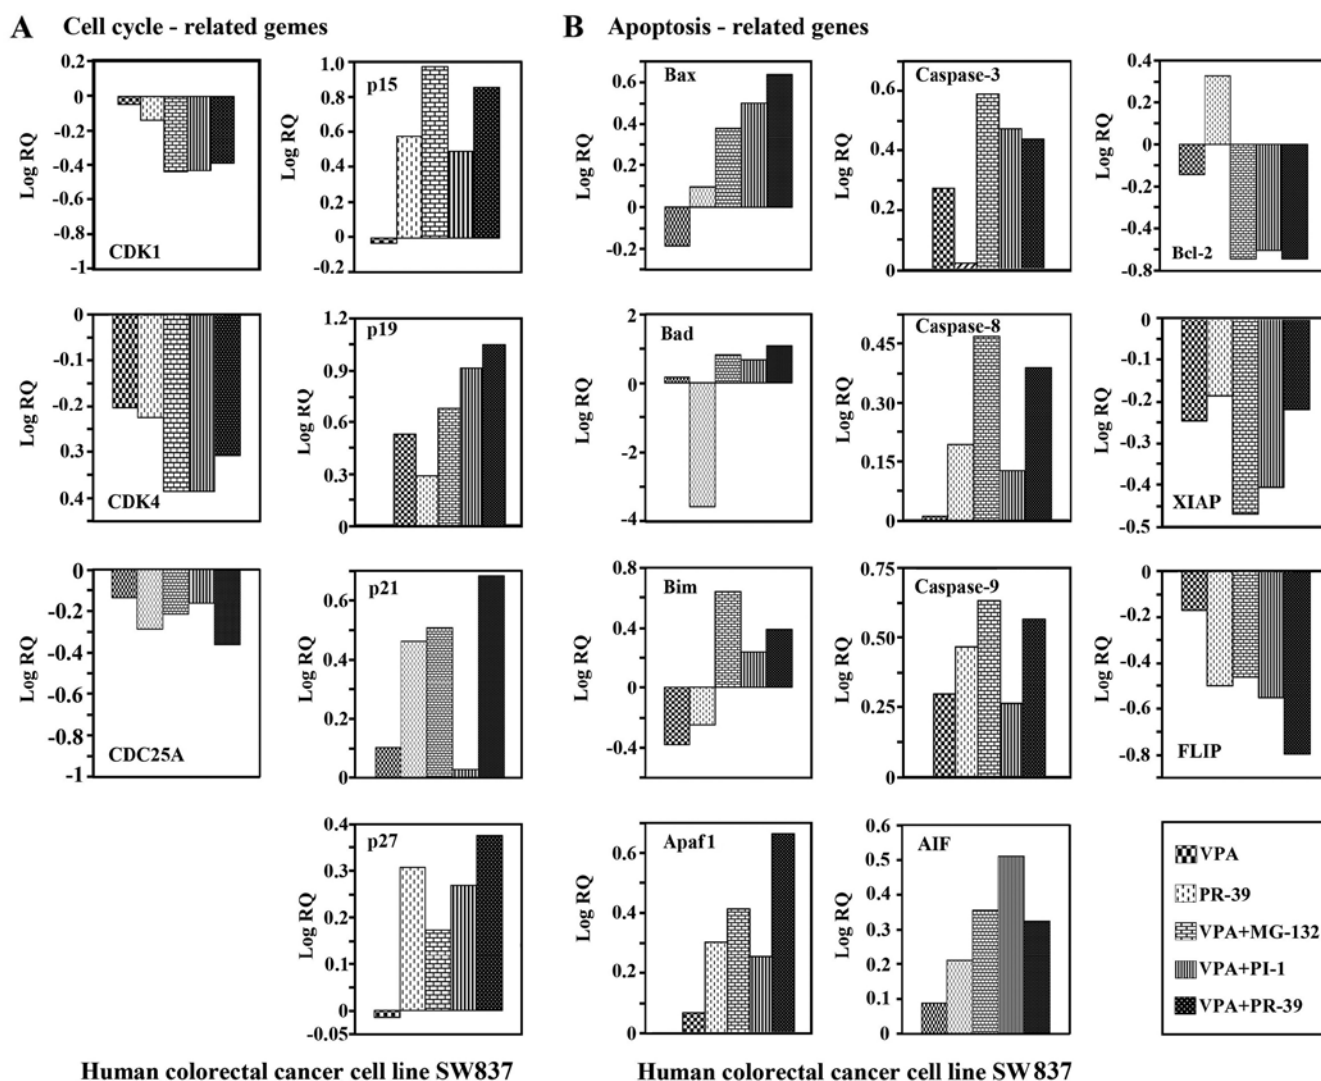 A Cell cycle - related gemes
B Apoptosis - related genes
Log RQ
0.2
0
-0.2
-0.4
-0.6
-0.8
-1
CDK1
Log RQ
1.0
0.8
0.6
0.4
0.2
0
-0.2
p15
Log RQ
0.6
0.4
0.2
0
-0.2
Bax
Log RQ
0.6
0.4
0.2
0
Caspase-3
Log RQ
0.4
0.2
0
-0.2
-0.4
-0.8
Bcl-2
Log RQ
0
-0.1
-0.2
0.3
0.4
CDK4
Log RQ
1.2
0.9
0.6
0.3
0
p19
Log RQ
2
0
-2
-4
Bad
Log RQ
0.45
0.30
0.15
0
Caspase-8
Log RQ
0
-0.1
-0.2
-0.3
-0.4
-0.5
XIAP
Log RQ
0
-0.2
-0.4
-0.6
-0.8
-1
CDC25A
Log RQ
0.6
0.4
0.2
0
p21
Log RQ
0.8
0.4
0
-0.4
Bim
Log RQ
0.75
0.50
0.25
0
Caspase-9
Log RQ
0
-0.2
-0.4
-0.6
-0.8
FLIP
Log RQ
0.4
0.3
0.2
0.1
0
-0.05
p27
Log RQ
0.6
0.4
0.2
0
Apaf1
Log RQ
0.6
0.5
0.4
0.3
0.2
0.1
0
AIF
VPA
PR-39
VPA+MG-132
VPA+PI-1
VPA+PR-39
Human colorectal cancer cell line SW837
Human colorectal cancer cell line SW837